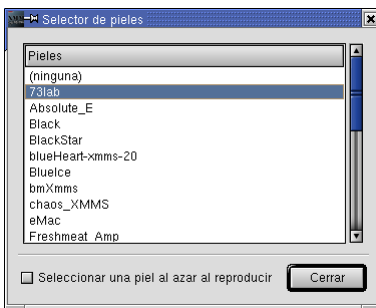 Selector de pieles
Pieles
(ninguna)
73lab
Absolute_E
Black
BlackStar
blueHeart-xmms-20
BlueIce
bmXmms
chaos_XMMS
eMac
Freshmeat_Amp
Seleccionar una piel al azar al reproducir
Cerrar